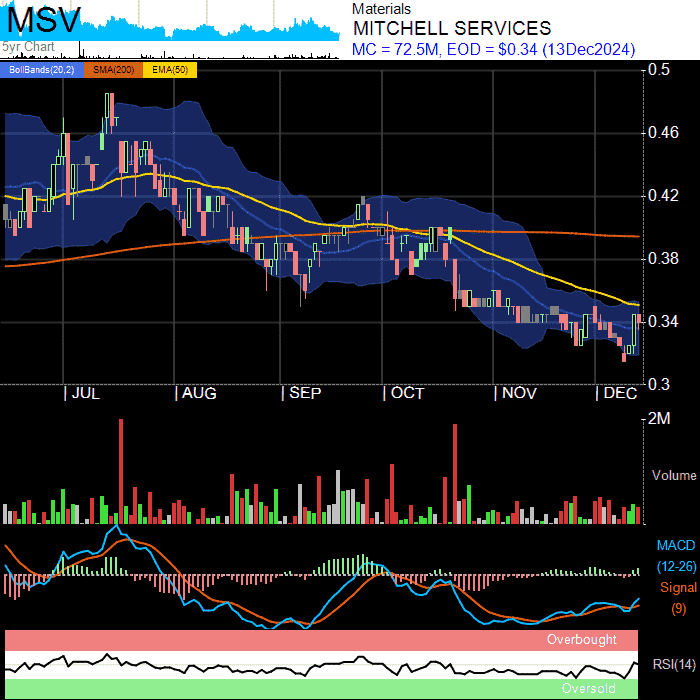 MSV
5yr Chart
Materials
MITCHELL SERVICES
MC = 72.5M, EOD = $0.34 (13Dec2024)
BollBands(20,2) SMA(200) EMA(50)
0.5
0.46
0.42
0.38
0.34
0.3
JUL AUG SEP OCT NOV DEC
2M
Volume
MACD
(12-26)
Signal
(9)
Overbought
RSI(14)
Oversold